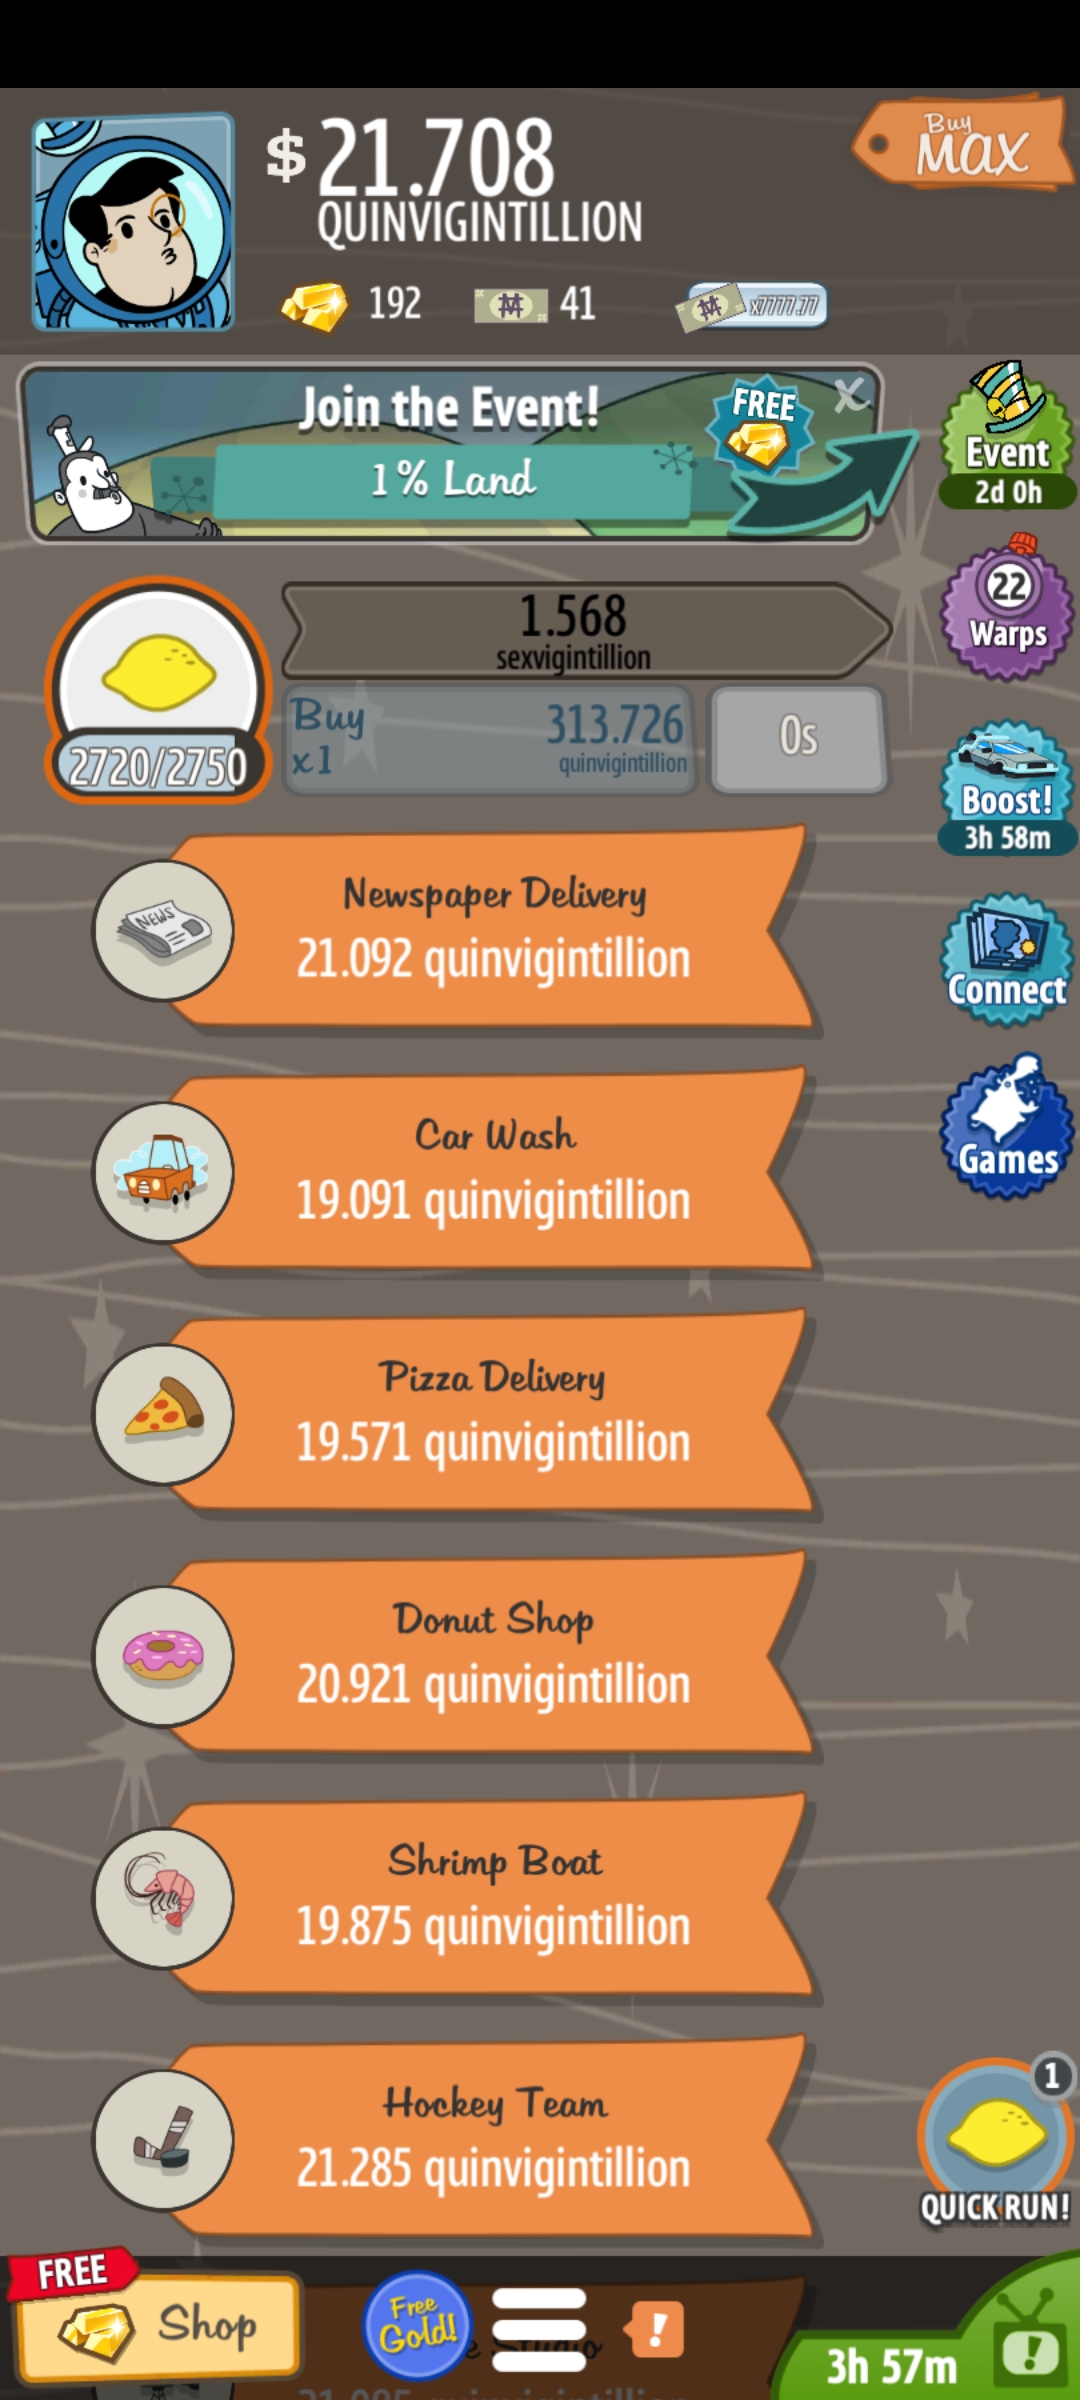 Buy
MAX
$ 21.708
QUINVIGINTILLION
192
41
x7777.77
Join the Event!
1% Land
FREE
X
Event
2d 0h
22
Warps
1.568
sexvigintillion
Buy
x1
313.726
quinvigintillion
0s
2720/2750
Boost!
3h 58m
NEWS
Newspaper Delivery
21.092 quinvigintillion
Connect
Car Wash
19.091 quinvigintillion
Games
Pizza Delivery
19.571 quinvigintillion
Donut Shop
20.921 quinvigintillion
Shrimp Boat
19.875 quinvigintillion
Hockey Team
21.285 quinvigintillion
1
QUICK RUN!
FREE
Shop
Free
Gold!
!
3h 57m
!